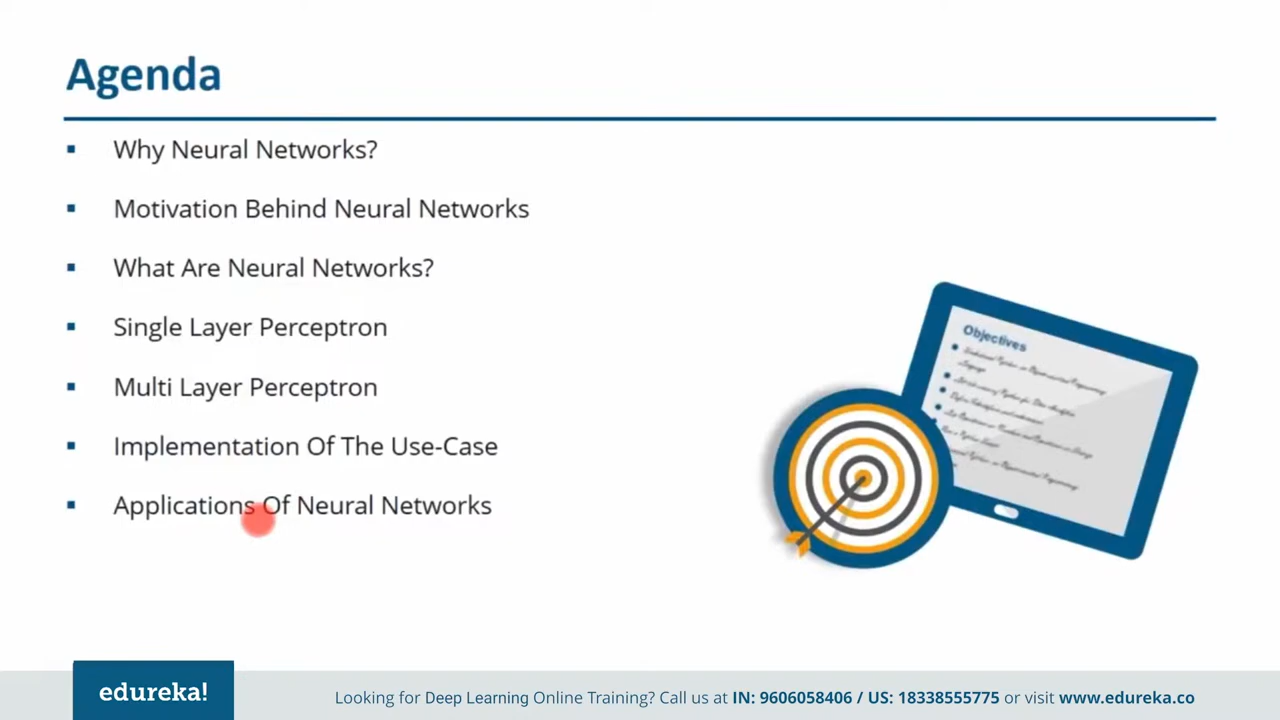 Agenda
Why Neural Networks?
Motivation Behind Neural Networks
What Are Neural Networks?
Single Layer Perceptron
Multi Layer Perceptron
Implementation Of The Use-Case
Applications Of Neural Networks
Objectives
edureka!
Looking for Deep Learning Online Training? Call us at IN: 9606058406 / US: 18338555775 or visit www.edureka.co